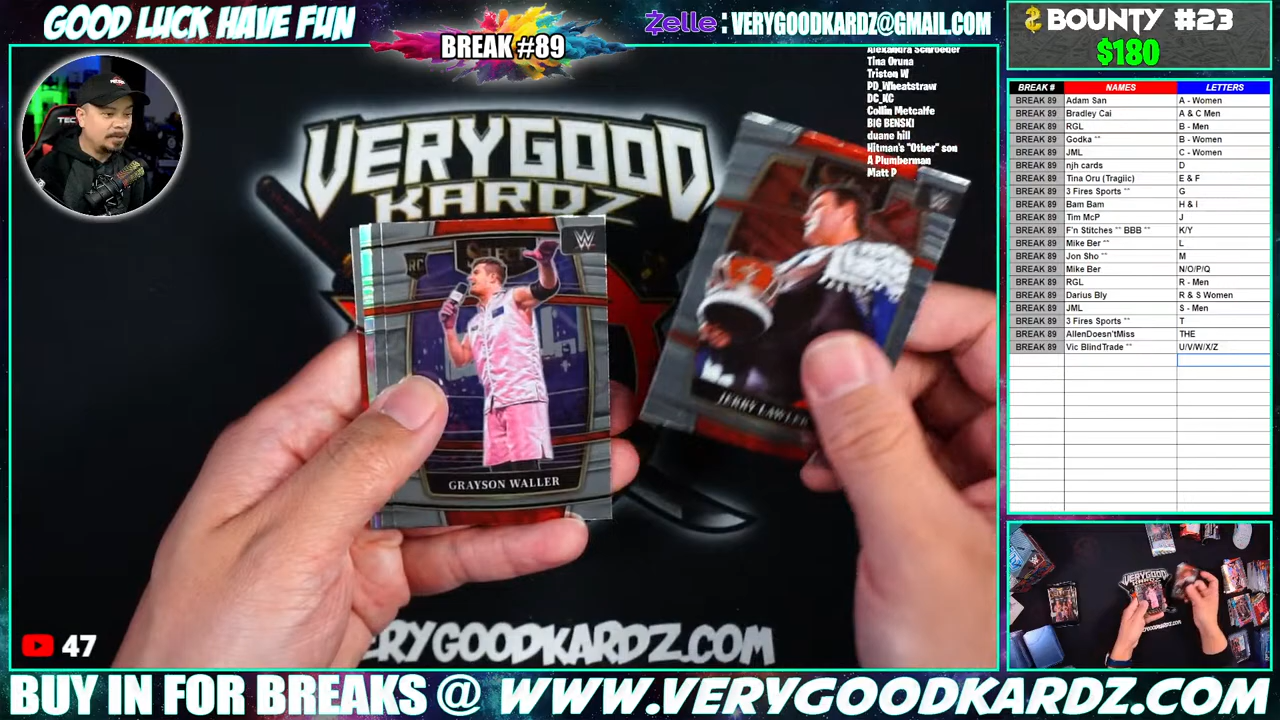 GOOD LUCK HAVE FUN
BREAK #89
Zelle : VERYGOODKARDZ@GMAIL.COM
$ BOUNTY #23
$180
Alexandra Schroeder
Tina Oruna
Triston W
PD_Wheatstraw
DC_KC
Collin Metcalfe
BIG BENSKI
duane hill
Hitman's "Other" son
A Plumberman
Matt P
BREAK # NAMES LETTERS
BREAK 89 Adam San A - Women
BREAK 89 Bradley Cai A & C Men
BREAK 89 RGL B - Men
BREAK 89 Godka ** B - Women
BREAK 89 JML C - Women
BREAK 89 njh cards D
BREAK 89 Tina Oru (Tragiic) E & F
BREAK 89 3 Fires Sports ** G
BREAK 89 Bam Bam H & I
BREAK 89 Tim McP J
BREAK 89 F'n Stitches ** BBB ** K/Y
BREAK 89 Mike Ber ** L
BREAK 89 Jon Sho ** M
BREAK 89 Mike Ber N/O/P/Q
BREAK 89 RGL R - Men
BREAK 89 Darius Bly R & S Women
BREAK 89 JML S - Men
BREAK 89 3 Fires Sports ** T
BREAK 89 AllenDoesn'tMiss THE
BREAK 89 Vic BlindTrade ** U/V/W/X/Z
VERYGOOD
KARDZ
RC
SELECT
W
GRAYSON WALLER
JERRY LAWLER
ERYGOODKARDZ.COM
47
BUY IN FOR BREAKS @ WWW.VERYGOODKARDZ.COM